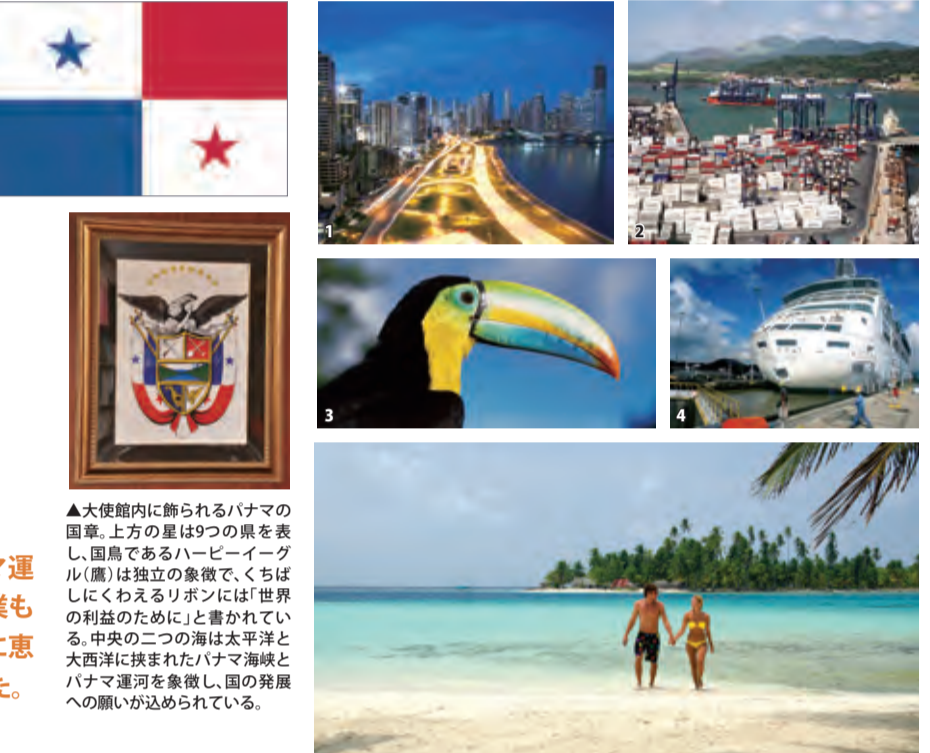 1
2
3
4
▲大使館内に飾られるパナマの
国章。上方の星は9つの県を表
し、国鳥であるハーピーイーグ
ル（鷹）は独立の象徴で、くちば
しにくわえるリボンには「世界
の利益のために」と書かれてい
る。中央の二つの海は太平洋と
大西洋に挟まれたパナマ海峡と
パナマ運河を象徴し、国の発展
への願いが込められている。
運
業も
恵
た。